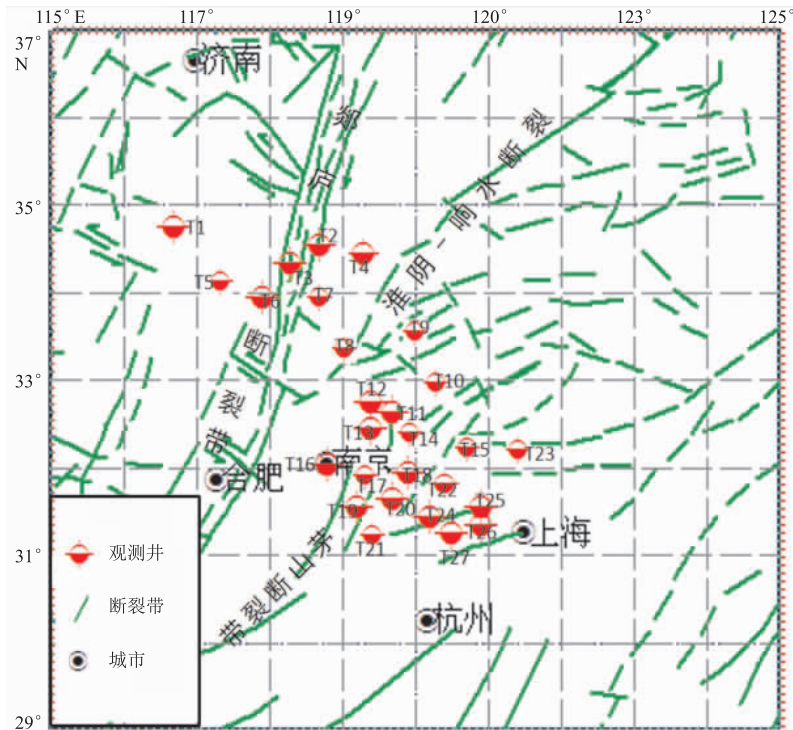 115° E
117°
119°
120°
123°
125°
37°
N
济南
郯
庐
淮阴-响水断裂
35°
T1
T2
T3
T4
T5
T6
T7
T8
T9
断
裂
带
33°
T10
T12
T11
T13
T14
T15
T23
T16
南京
合肥
T17
T18
T22
T19
T20
T24
T25
T26
T21
T27
上海
31°
带裂断山茅
杭州
观测井
断裂带
城市
29°